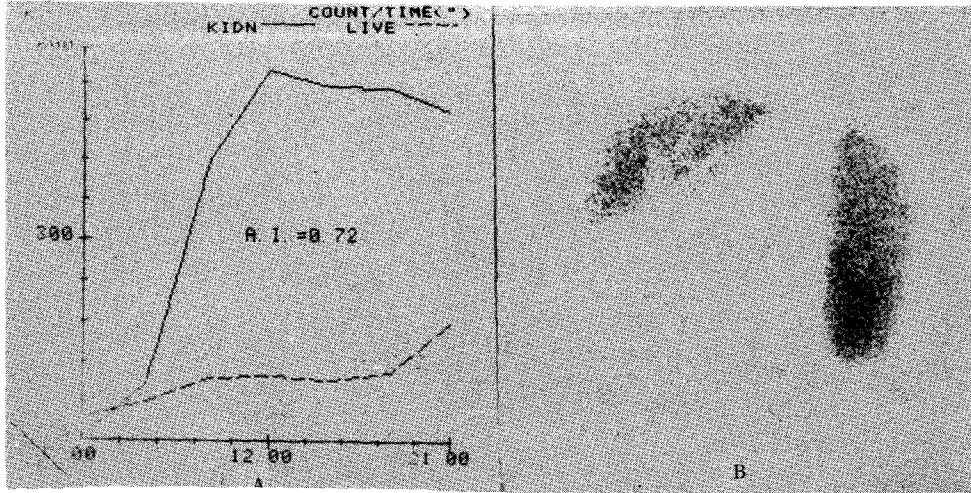 COUNT/TIME(")
KIDN LIVE
300
A. I. =0 72
00 12 00 21 00
A B